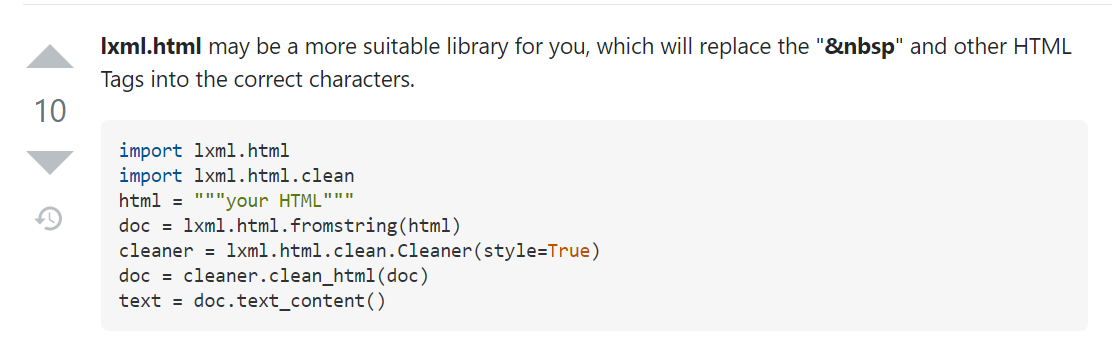 lxml.html may be a more suitable library for you, which will replace the "&nbsp" and other HTML
Tags into the correct characters.
10
import lxml.html
import lxml.html.clean
html = """your HTML"""
doc = lxml.html.fromstring(html)
cleaner = lxml.html.clean.Cleaner(style=True)
doc = cleaner.clean_html(doc)
text = doc.text_content()